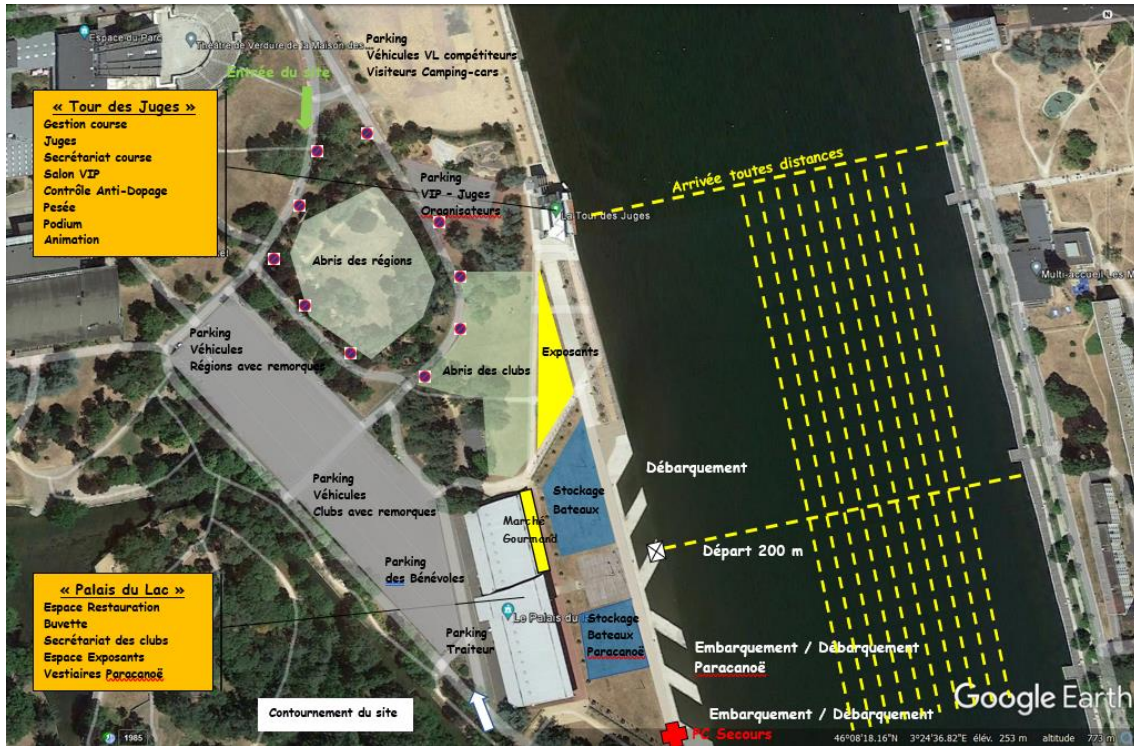 Espace du Parc
Théâtre de Verdure de la Maison des...
Parking
Véhicules VL compétiteurs
Visiteurs Camping-cars
N
Entrée du site
« Tour des Juges »
Gestion course
Juges
Secrétariat course
Salon VIP
Contrôle Anti-Dopage
Pesée
Podium
Animation
Parking
VIP – Juges
Organisateurs
Arrivée toutes distances
La Tour des Juges
Abris des régions
Multi-accueil Les M
Parking
Véhicules
Régions avec remorques
Exposants
Abris des clubs
Débarquement
Stockage
Bateaux
Parking
Véhicules
Clubs avec remorques
Marché
Gourmand
Départ 200 m
Parking
des Bénévoles
« Palais du Lac »
Espace Restauration
Buvette
Secrétariat des clubs
Espace Exposants
Vestiaires Paracanoë
Le Palais du
Stockage
Bateaux
Paracanoë
Parking
Traiteur
Embarquement / Débarquement
Paracanoë
Google Earth
Contournement du site
Embarquement / Débarquement
PC Secours
1985
46°08'18.16"N 3°24'36.82"E élév. 253 m altitude 773 m